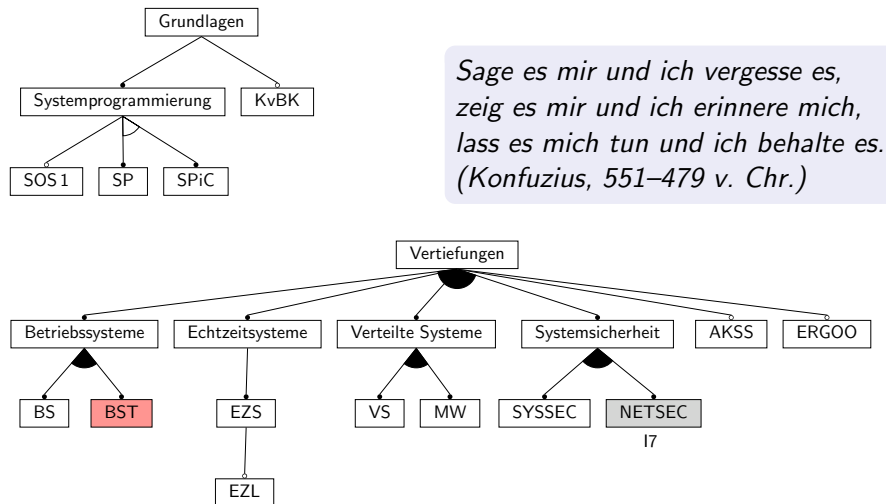 Grundlagen
Systemprogrammierung KvBK
SOS 1 SP SPiC
Sage es mir und ich vergesse es,
zeig es mir und ich erinnere mich,
lass es mich tun und ich behalte es.
(Konfuzius, 551–479 v. Chr.)
Vertiefungen
Betriebssysteme Echtzeitsysteme Verteilte Systeme Systemsicherheit AKSS ERGOO
BS BST EZS VS MW SYSSEC NETSEC
I7
EZL